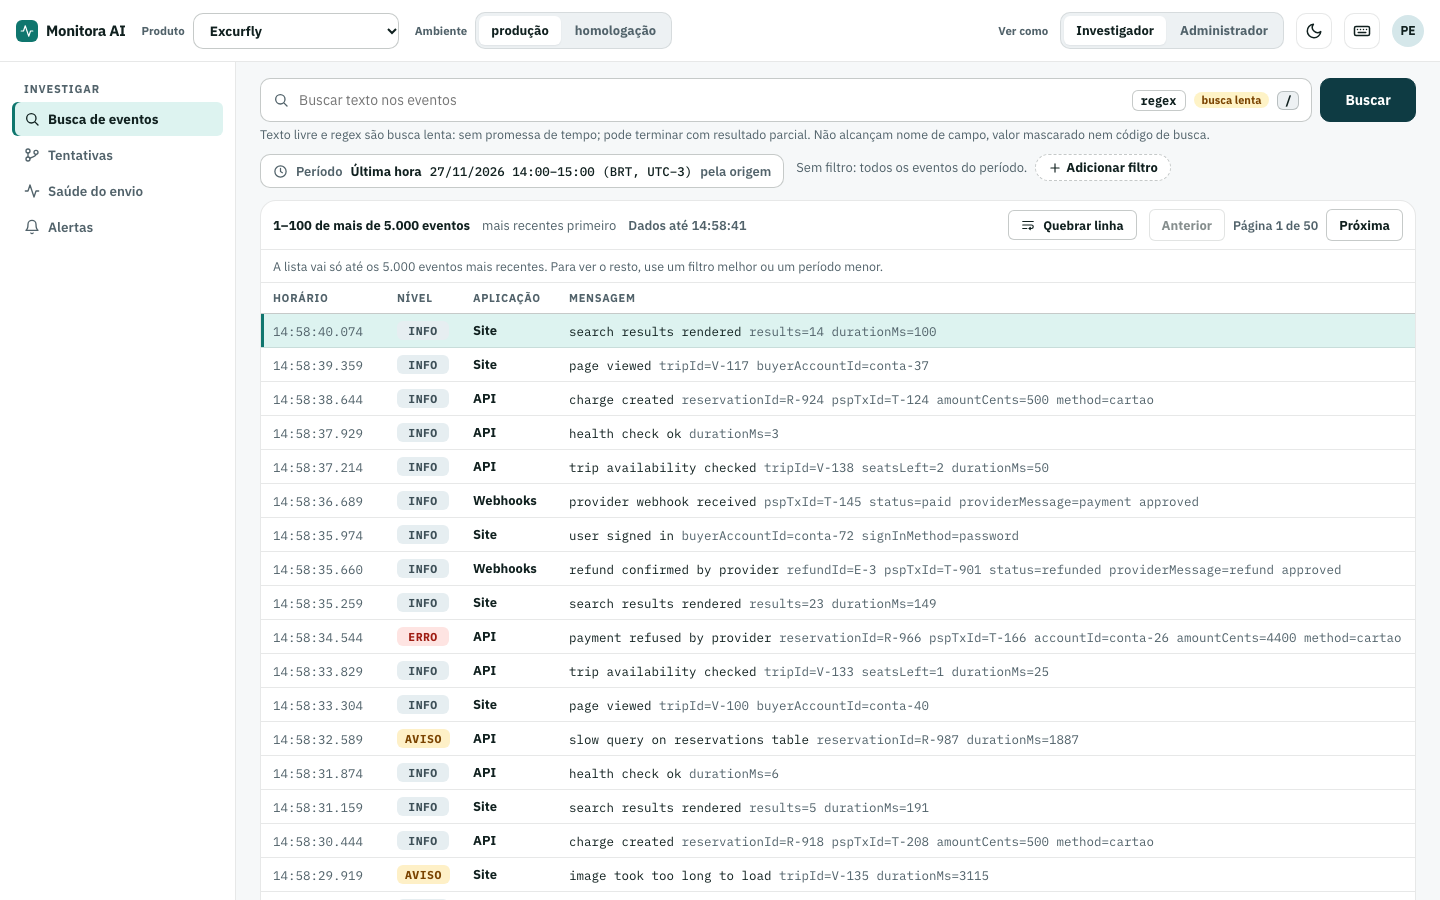 Monitora AI Produto Excurfly Ambiente produção homologação Ver como Investigador Administrador PE
INVESTIGAR
Busca de eventos
Tentativas
Saúde do envio
Alertas
Buscar texto nos eventos regex busca lenta / Buscar
Texto livre e regex são busca lenta: sem promessa de tempo; pode terminar com resultado parcial. Não alcançam nome de campo, valor mascarado nem código de busca.
Período Última hora 27/11/2026 14:00–15:00 (BRT, UTC−3) pela origem Sem filtro: todos os eventos do período. + Adicionar filtro
1–100 de mais de 5.000 eventos mais recentes primeiro Dados até 14:58:41 Quebrar linha Anterior Página 1 de 50 Próxima
A lista vai só até os 5.000 eventos mais recentes. Para ver o resto, use um filtro melhor ou um período menor.
HORÁRIO NÍVEL APLICAÇÃO MENSAGEM
14:58:40.074 INFO Site search results rendered results=14 durationMs=100
14:58:39.359 INFO Site page viewed tripId=V-117 buyerAccountId=conta-37
14:58:38.644 INFO API charge created reservationId=R-924 pspTxId=T-124 amountCents=500 method=cartao
14:58:37.929 INFO API health check ok durationMs=3
14:58:37.214 INFO API trip availability checked tripId=V-138 seatsLeft=2 durationMs=50
14:58:36.689 INFO Webhooks provider webhook received pspTxId=T-145 status=paid providerMessage=payment approved
14:58:35.974 INFO Site user signed in buyerAccountId=conta-72 signInMethod=password
14:58:35.660 INFO Webhooks refund confirmed by provider refundId=E-3 pspTxId=T-901 status=refunded providerMessage=refund approved
14:58:35.259 INFO Site search results rendered results=23 durationMs=149
14:58:34.544 ERRO API payment refused by provider reservationId=R-966 pspTxId=T-166 accountId=conta-26 amountCents=4400 method=cartao
14:58:33.829 INFO API trip availability checked tripId=V-133 seatsLeft=1 durationMs=25
14:58:33.304 INFO Site page viewed tripId=V-100 buyerAccountId=conta-40
14:58:32.589 AVISO API slow query on reservations table reservationId=R-987 durationMs=1887
14:58:31.874 INFO API health check ok durationMs=6
14:58:31.159 INFO Site search results rendered results=5 durationMs=191
14:58:30.444 INFO API charge created reservationId=R-918 pspTxId=T-208 amountCents=500 method=cartao
14:58:29.919 AVISO Site image took too long to load tripId=V-135 durationMs=3115